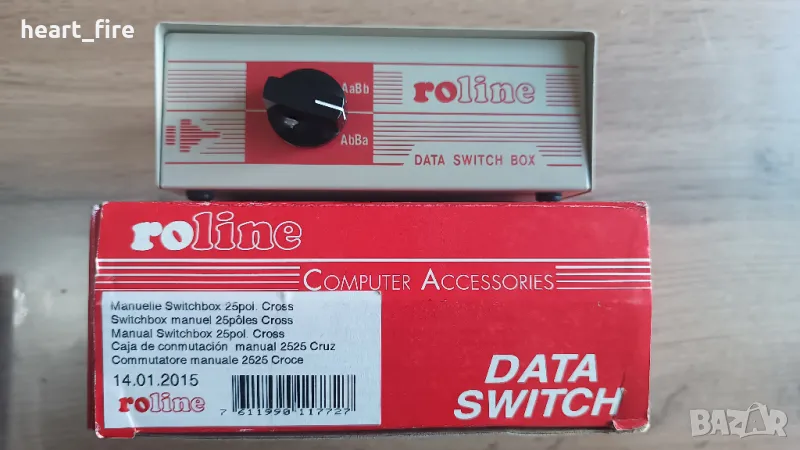 heart_fire
AaBb
AbBa
roline
DATA SWITCH BOX
roline
COMPUTER ACCESSORIES
Manuelle Switchbox 25pol. Cross
Switchbox manuel 25pôles Cross
Manual Switchbox 25pol. Cross
Caja de conmutación manual 2525 Cruz
Commutatore manuale 2525 Croce
14.01.2015
roline
7 611990 117727
DATA
SWITCH
BAZAR